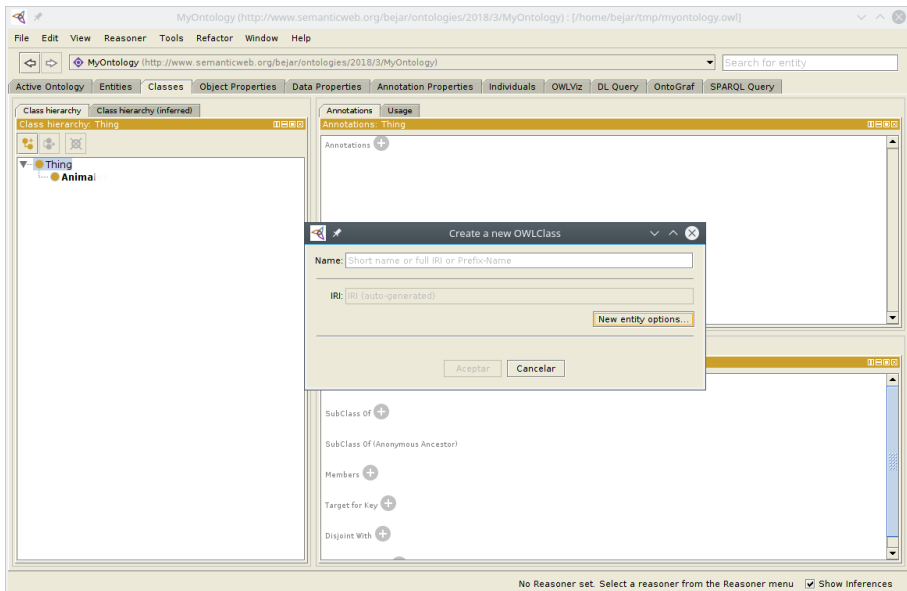 MyOntology (http://www.semanticweb.org/bejar/ontologies/2018/3/MyOntology) : [/home/bejar/tmp/myontology.owl]
File Edit View Reasoner Tools Refactor Window Help
MyOntology (http://www.semanticweb.org/bejar/ontologies/2018/3/MyOntology) Search for entity
Active Ontology Entities Classes Object Properties Data Properties Annotation Properties Individuals OWLViz DL Query OntoGraf SPARQL Query
Class hierarchy Class hierarchy (inferred)
Class hierarchy: Thing
Thing
Animal
Annotations Usage
Annotations: Thing
Annotations
Create a new OWLClass
Name: Short name or full IRI or Prefix-Name
IRI: IRI (auto-generated)
New entity options...
Aceptar Cancelar
SubClass Of
SubClass Of (Anonymous Ancestor)
Members
Target for Key
Disjoint With
No Reasoner set. Select a reasoner from the Reasoner menu Show Inferences